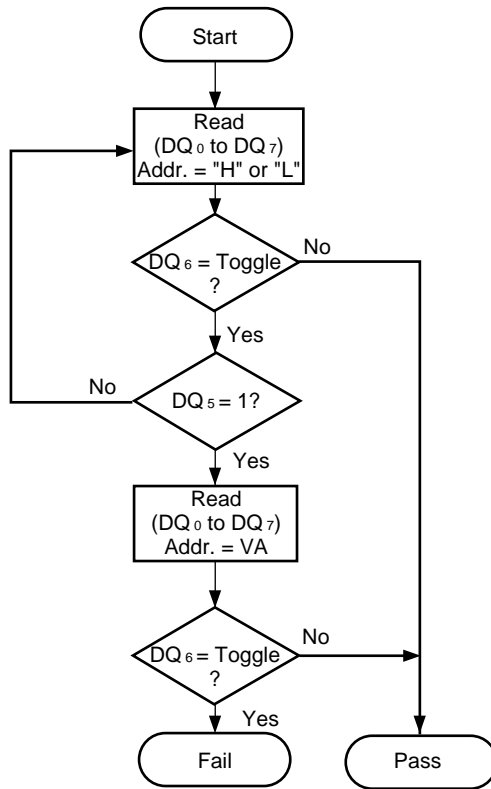 Start
Read
(DQ₀ to DQ₇)
Addr. = "H" or "L"
DQ₆ = Toggle
?
No
Yes
DQ₅ = 1?
No
Yes
Read
(DQ₀ to DQ₇)
Addr. = VA
DQ₆ = Toggle
?
No
Yes
Fail
Pass